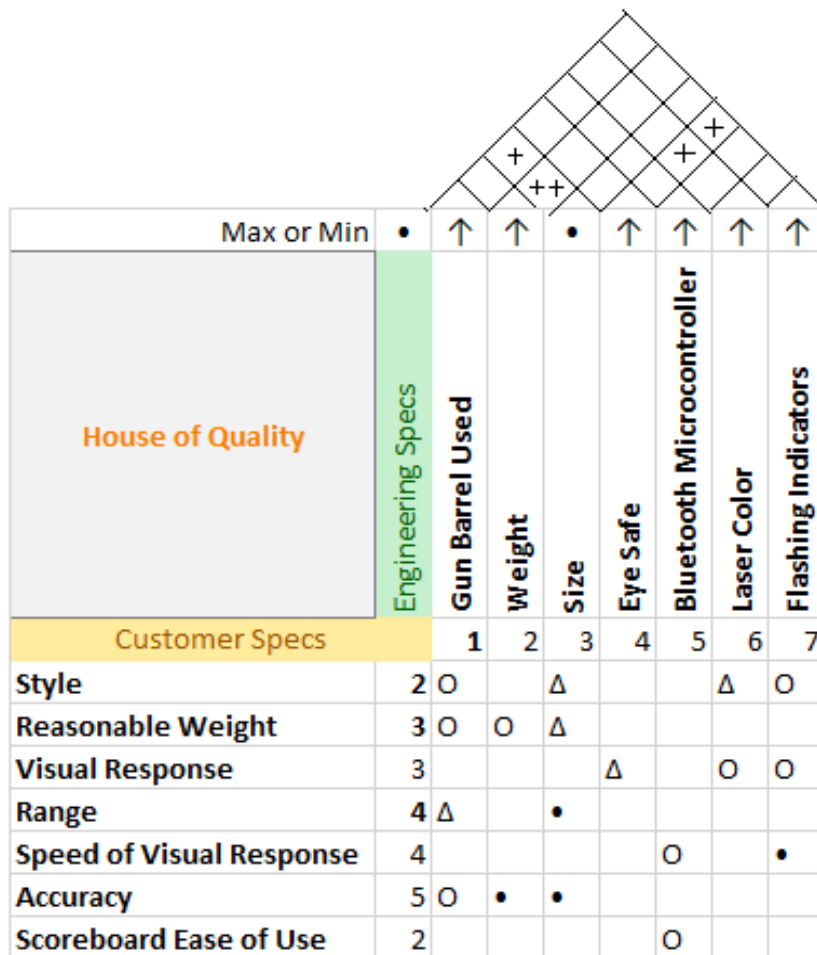 +
+ +
++
Max or Min • ↑ ↑ • ↑ ↑ ↑ ↑
House of Quality
Engineering Specs
Gun Barrel Used
Weight
Size
Eye Safe
Bluetooth Microcontroller
Laser Color
Flashing Indicators
Customer Specs 1 2 3 4 5 6 7
Style 2 O Δ Δ O
Reasonable Weight 3 O O Δ
Visual Response 3 Δ O O
Range 4 Δ •
Speed of Visual Response 4 O •
Accuracy 5 O • •
Scoreboard Ease of Use 2 O